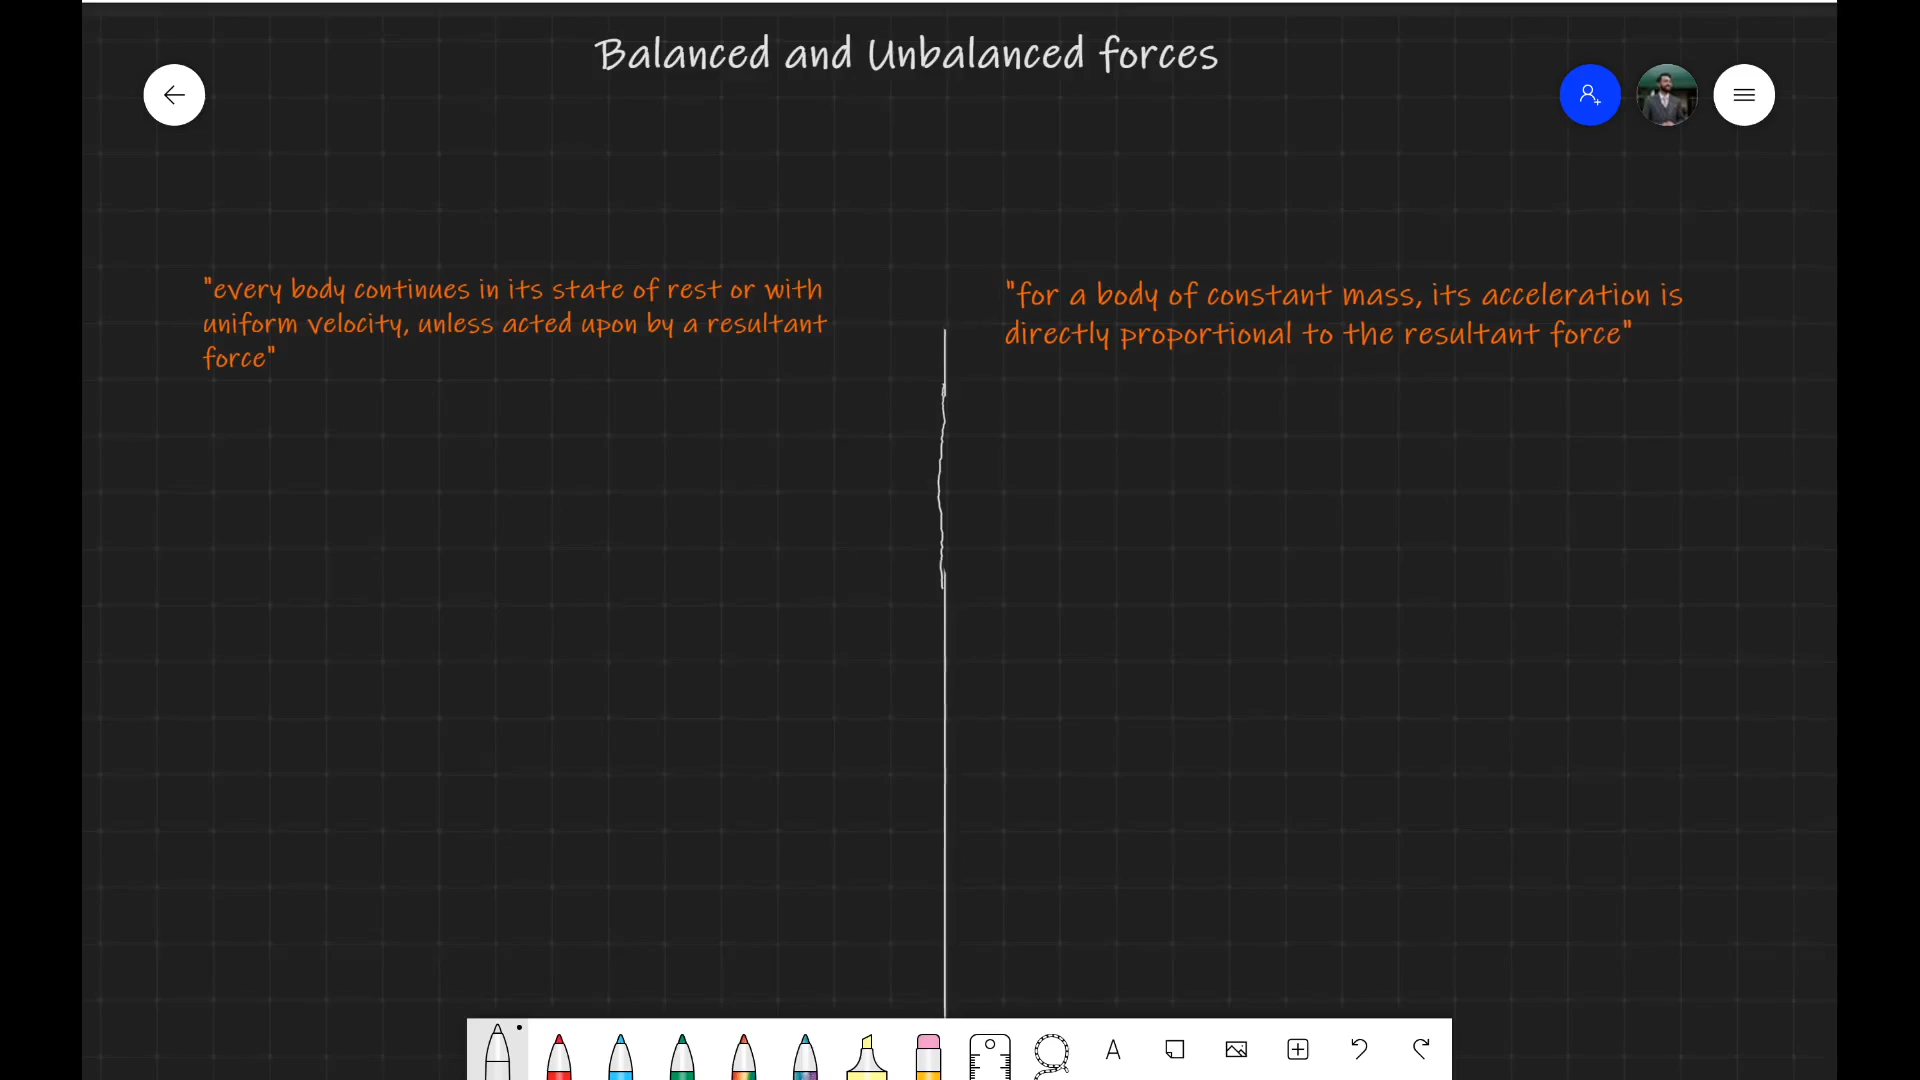 Balanced and Unbalanced forces
"every body continues in its state of rest or with
uniform velocity, unless acted upon by a resultant
force"
"for a body of constant mass, its acceleration is
directly proportional to the resultant force"
A